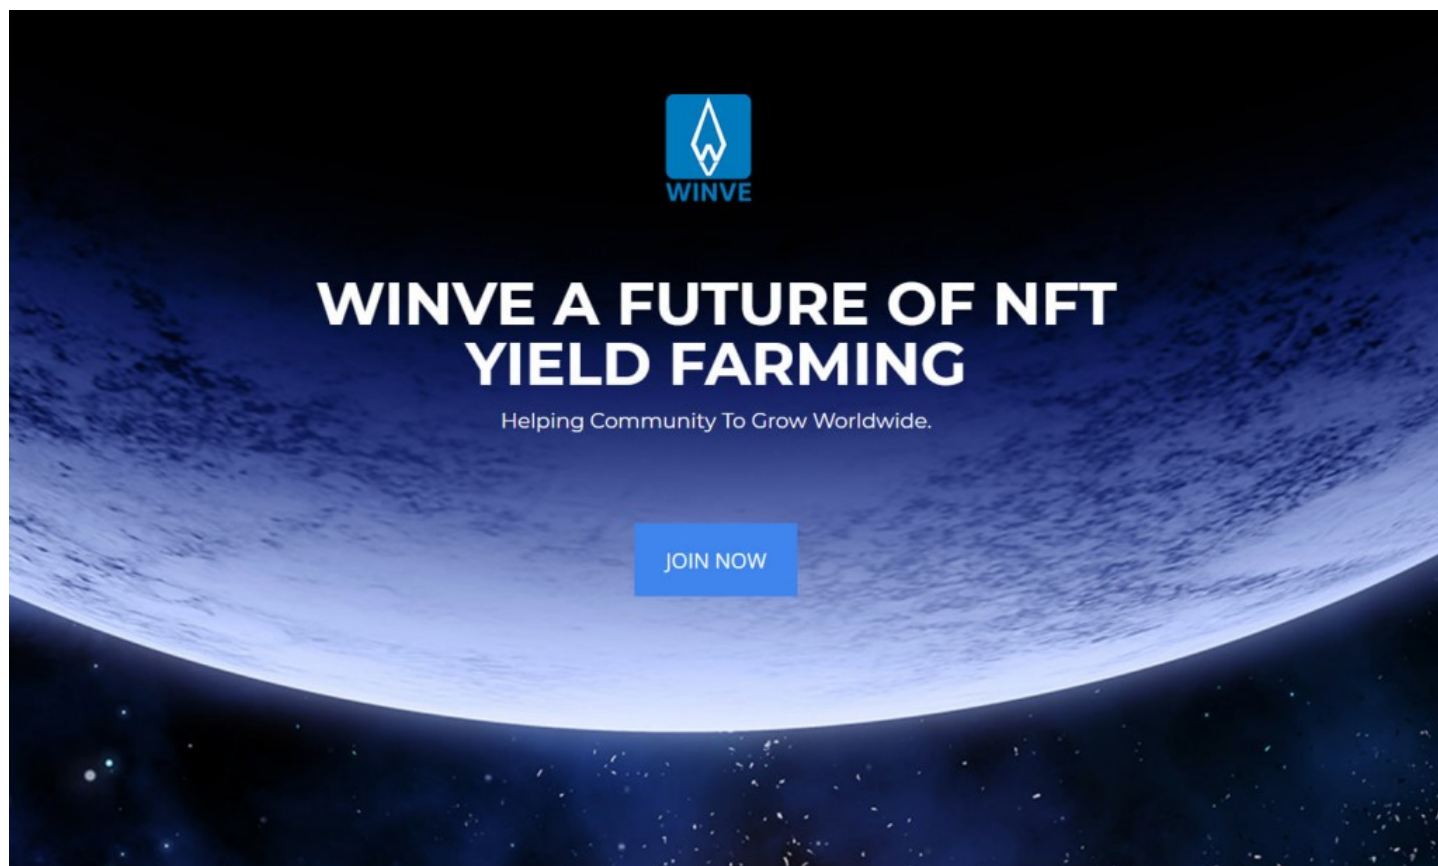 WINVE
WINVE A FUTURE OF NFT
YIELD FARMING
Helping Community To Grow Worldwide.
JOIN NOW